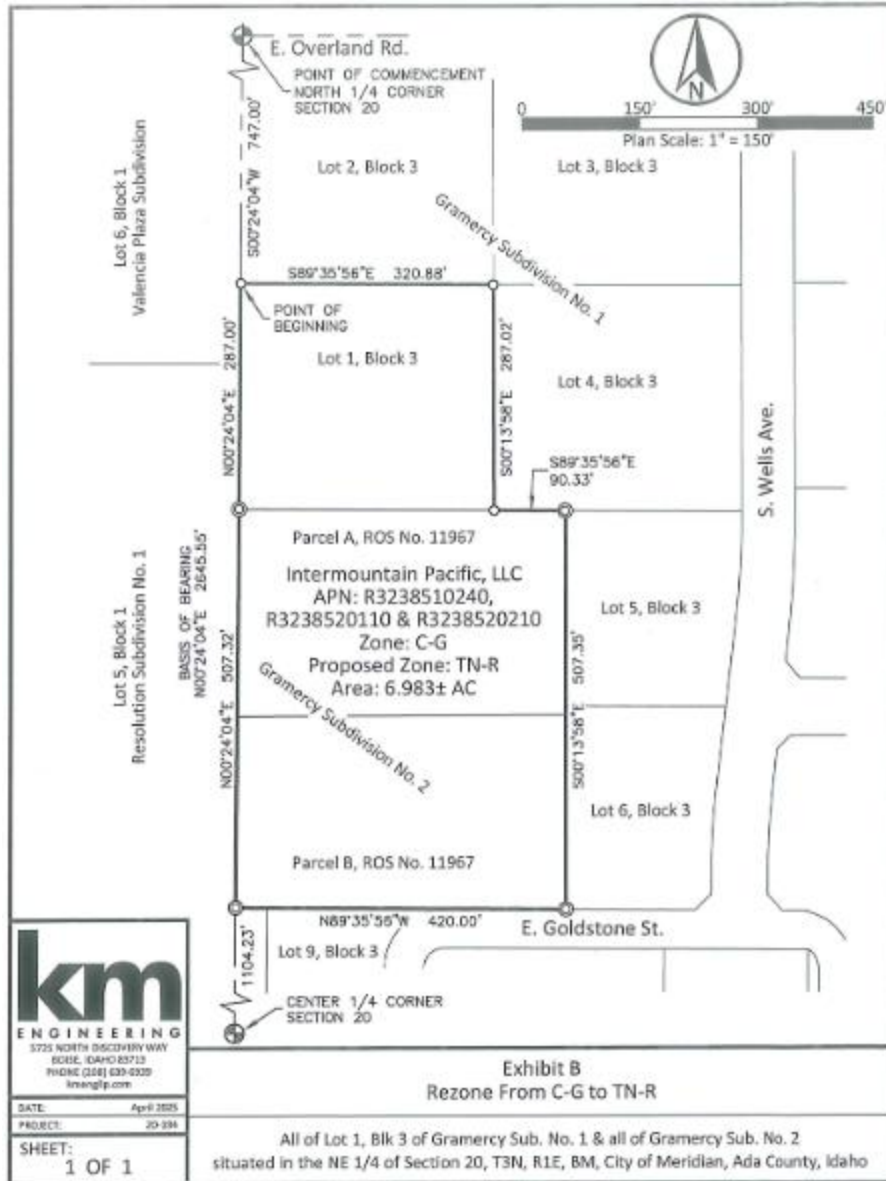 E. Overland Rd.
POINT OF COMMENCEMENT
NORTH 1/4 CORNER
SECTION 20
N
0 150' 300' 450'
Plan Scale: 1" = 150'
S00°24'04"W 747.00'
Lot 6, Block 1
Valencia Plaza Subdivision
Lot 2, Block 3
Lot 3, Block 3
Gramercy Subdivision No. 1
S89°35'56"E 320.88'
POINT OF
BEGINNING
N00°24'04"E 287.00'
Lot 1, Block 3
S00°13'58"E 287.02'
Lot 4, Block 3
S89°35'56"E
90.33'
S. Wells Ave.
Lot 5, Block 1
Resolution Subdivision No. 1
BASIS OF BEARING
N00°24'04"E 2645.55'
N00°24'04"E 507.32'
Parcel A, ROS No. 11967
Intermountain Pacific, LLC
APN: R3238510240,
R3238520110 & R3238520210
Zone: C-G
Proposed Zone: TN-R
Area: 6.983± AC
Gramercy Subdivision No. 2
S00°13'58"E 507.35'
Lot 5, Block 3
Lot 6, Block 3
Parcel B, ROS No. 11967
N89°35'56"W 420.00'
E. Goldstone St.
1104.23'
Lot 9, Block 3
CENTER 1/4 CORNER
SECTION 20
km
ENGINEERING
5725 NORTH DISCOVERY WAY
BOISE, IDAHO 83713
PHONE (208) 639-6939
kmengllp.com
DATE: April 2025
PROJECT:
SHEET:
1 OF 1
Exhibit B
Rezone From C-G to TN-R
All of Lot 1, Blk 3 of Gramercy Sub. No. 1 & all of Gramercy Sub. No. 2
situated in the NE 1/4 of Section 20, T3N, R1E, BM, City of Meridian, Ada County, Idaho